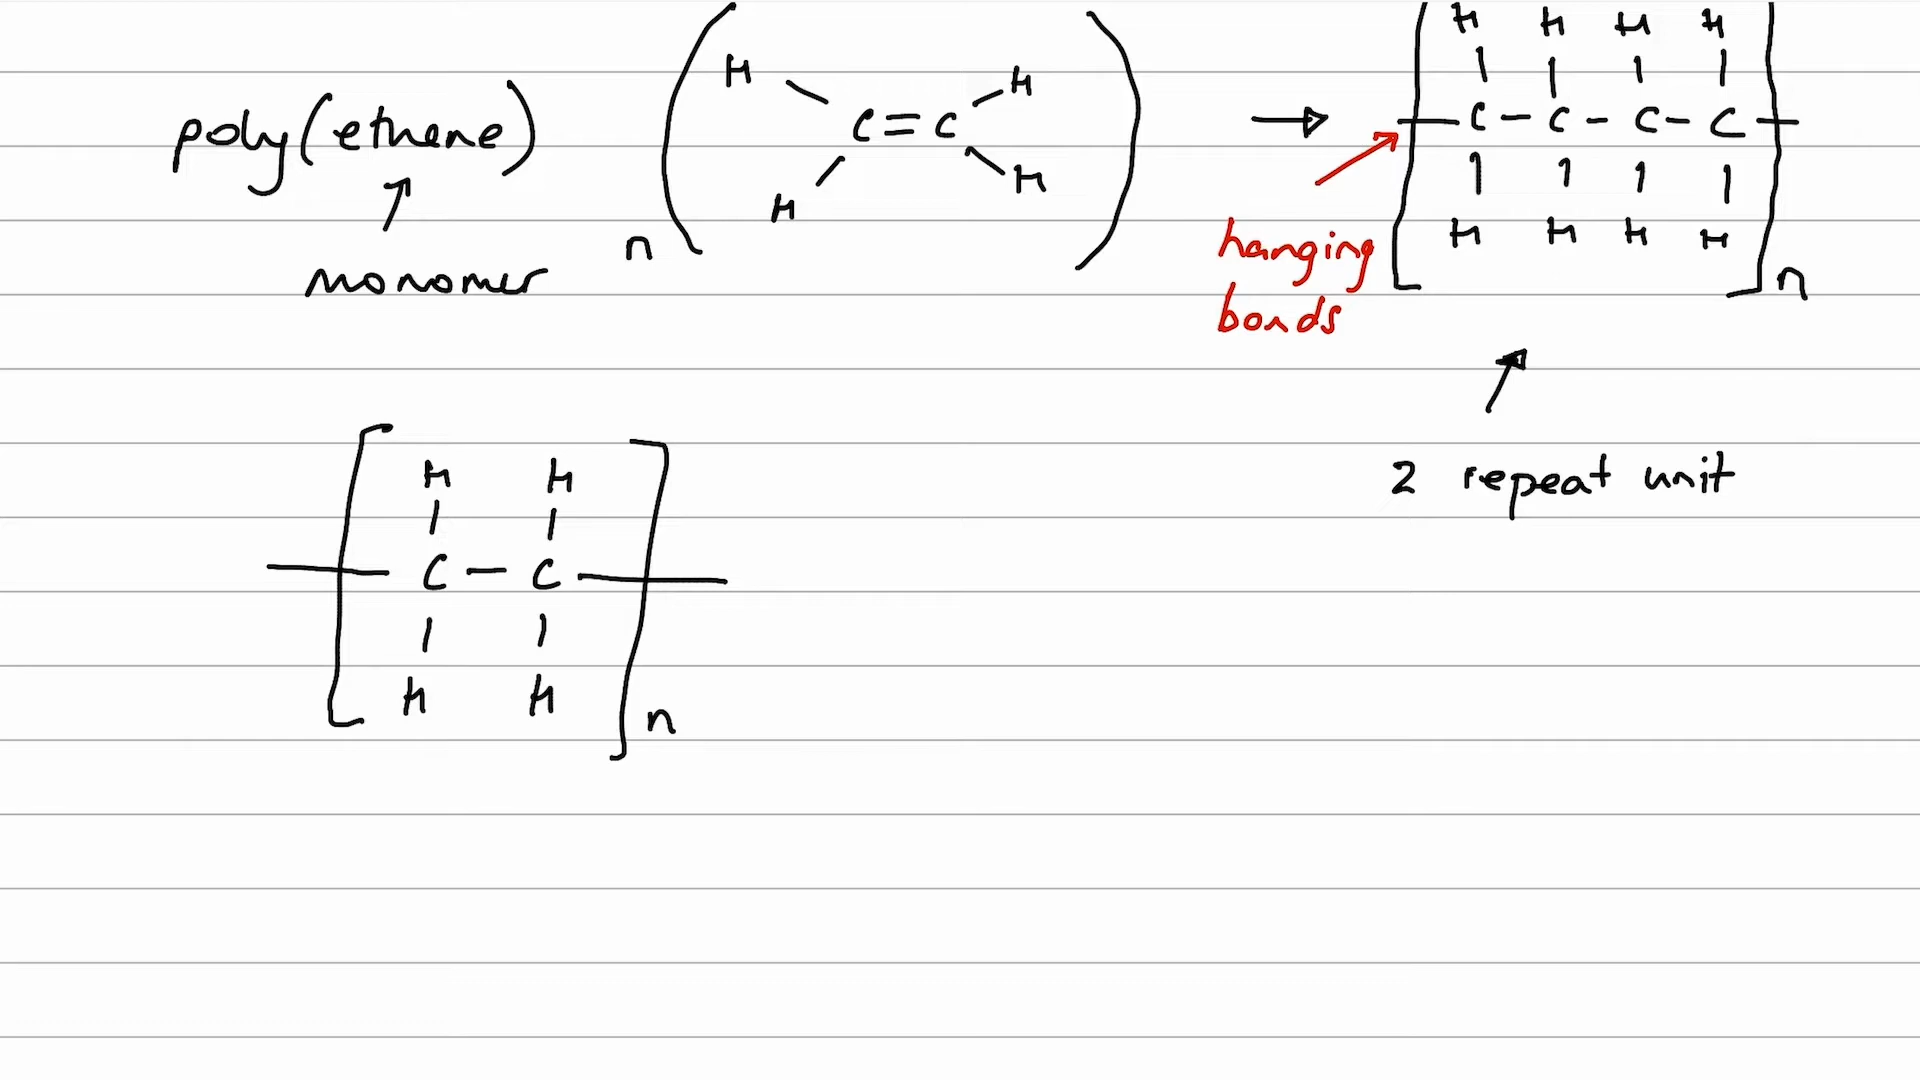 H H H H
H H
poly(ethene) C=C → —C–C–C–C—
H H
H H H H
monomer n n
hanging
bonds
2 repeat unit
H H
—C–C—
H H
n